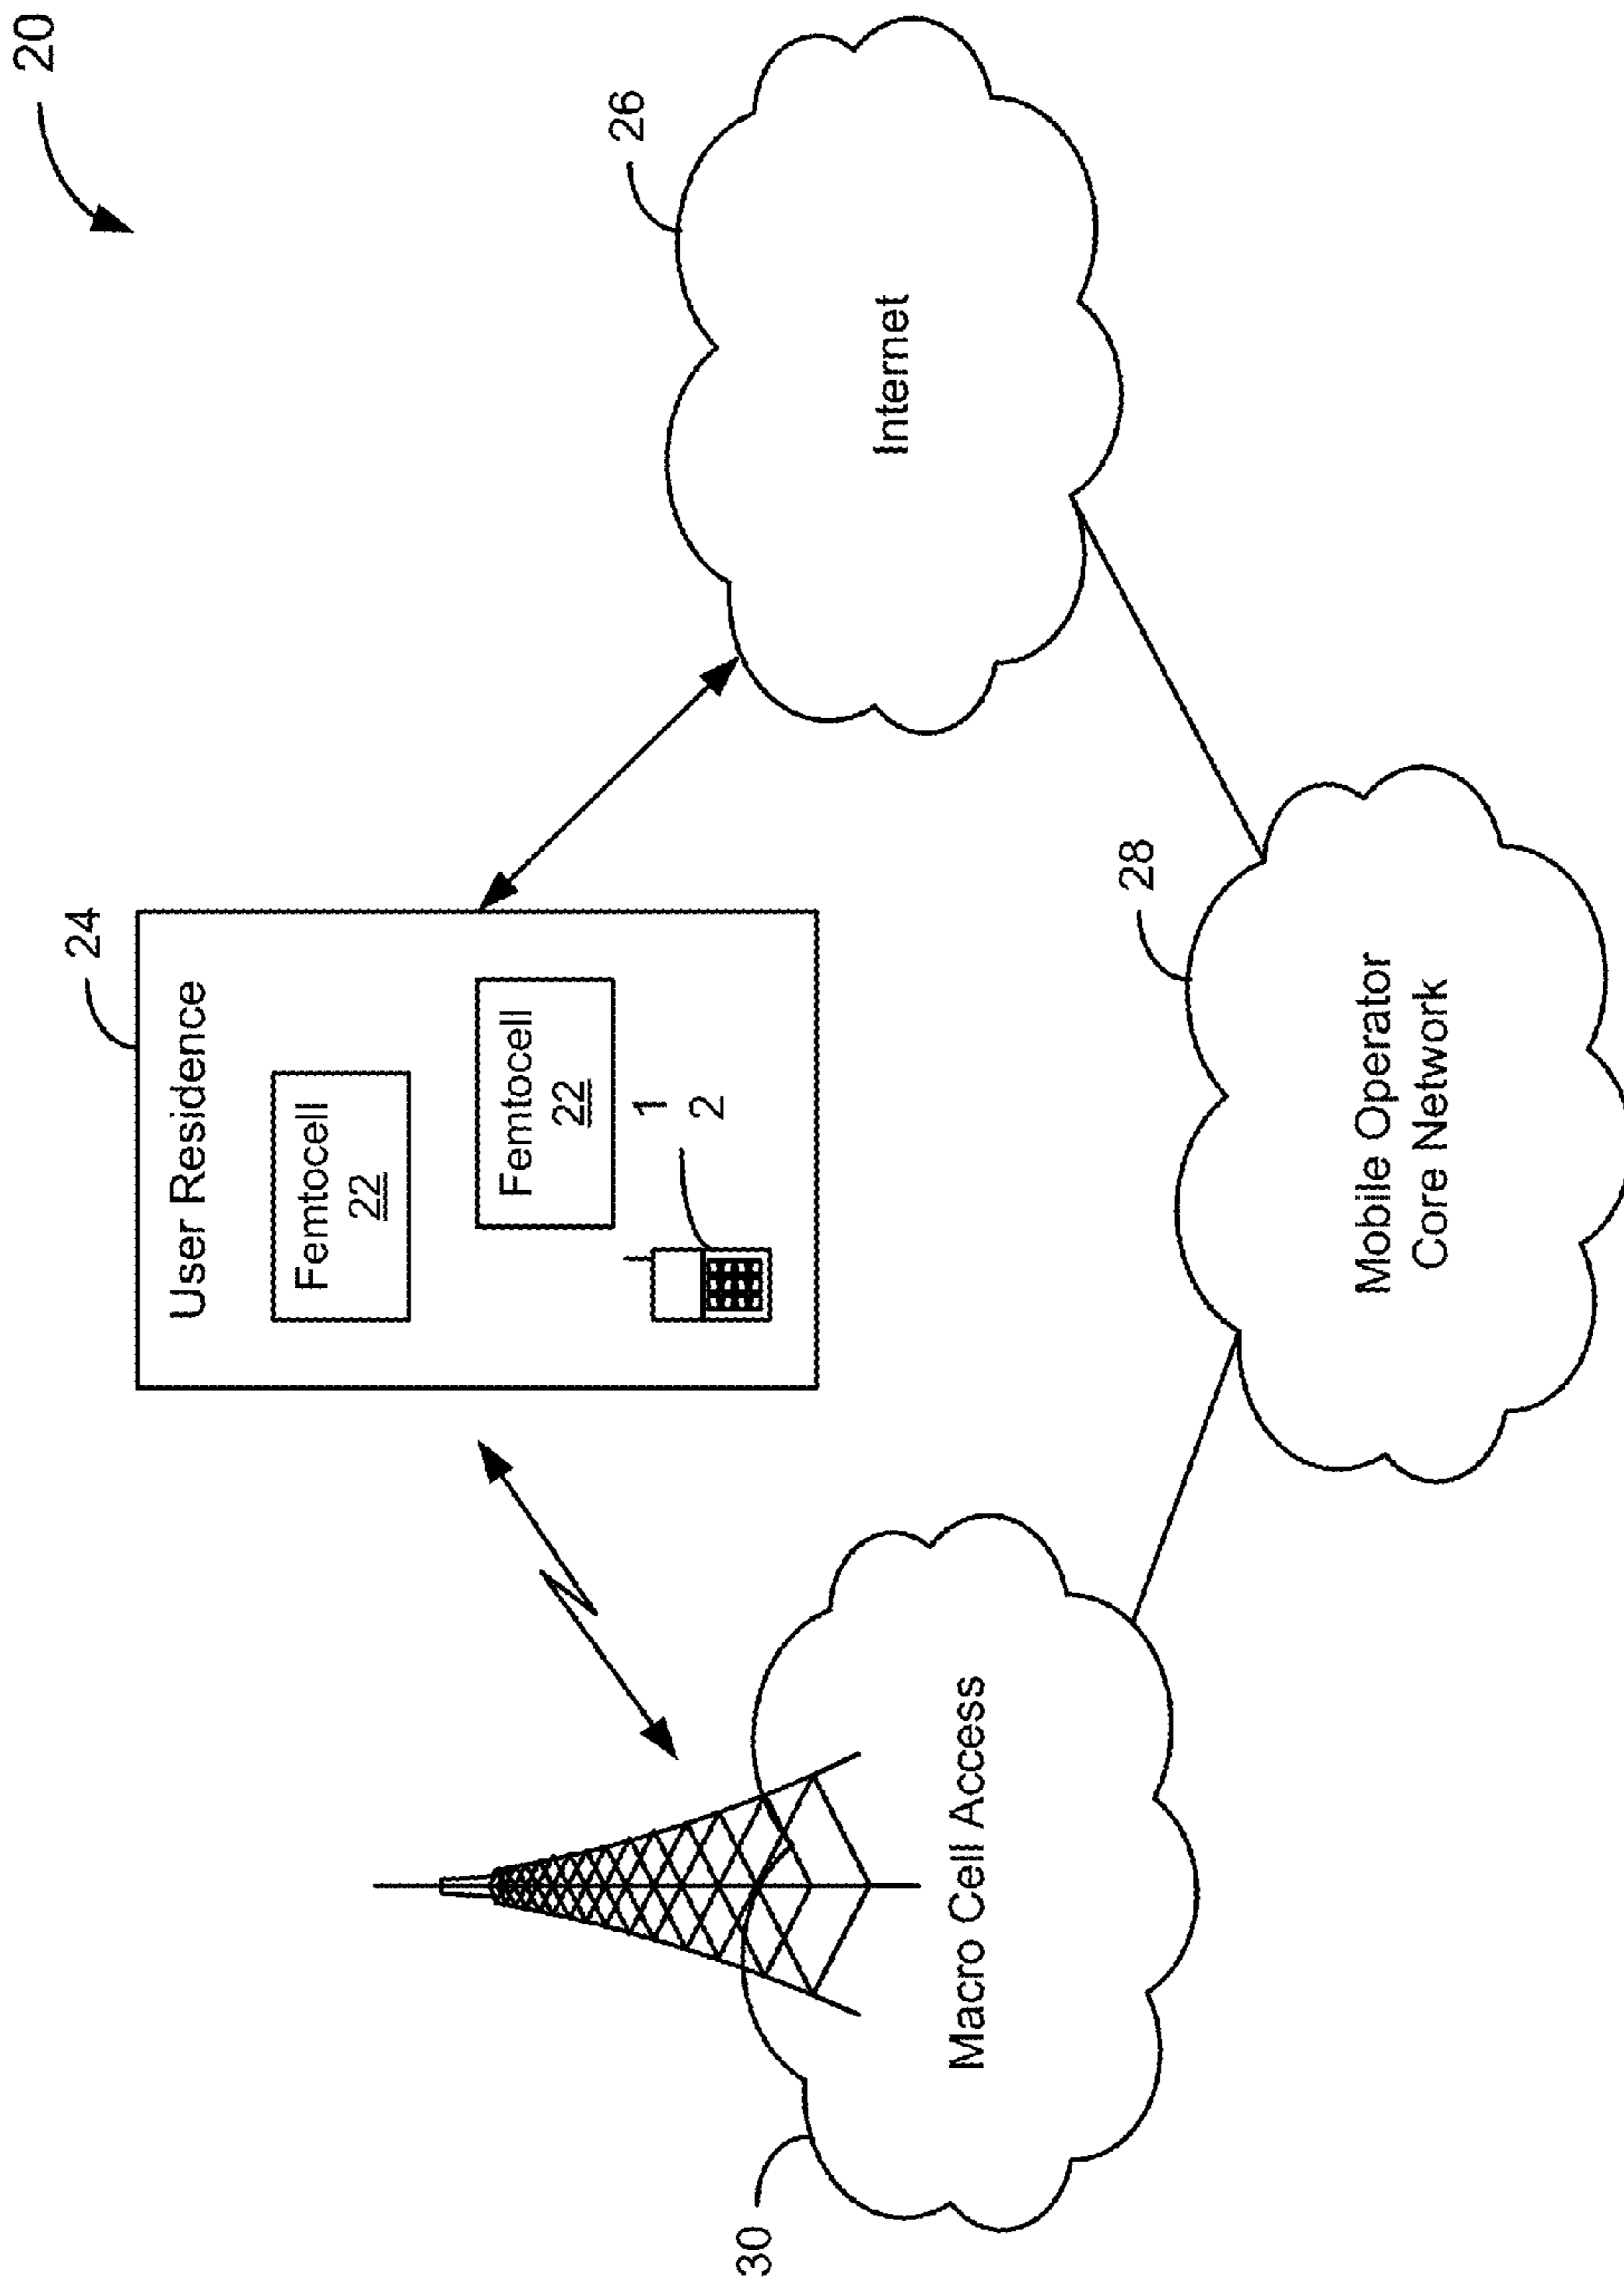 20
24
User Residence
Femtocell
22
Femtocell
22
1
2
26
Internet
28
Mobile Operator
Core Network
30
Macro Cell Access